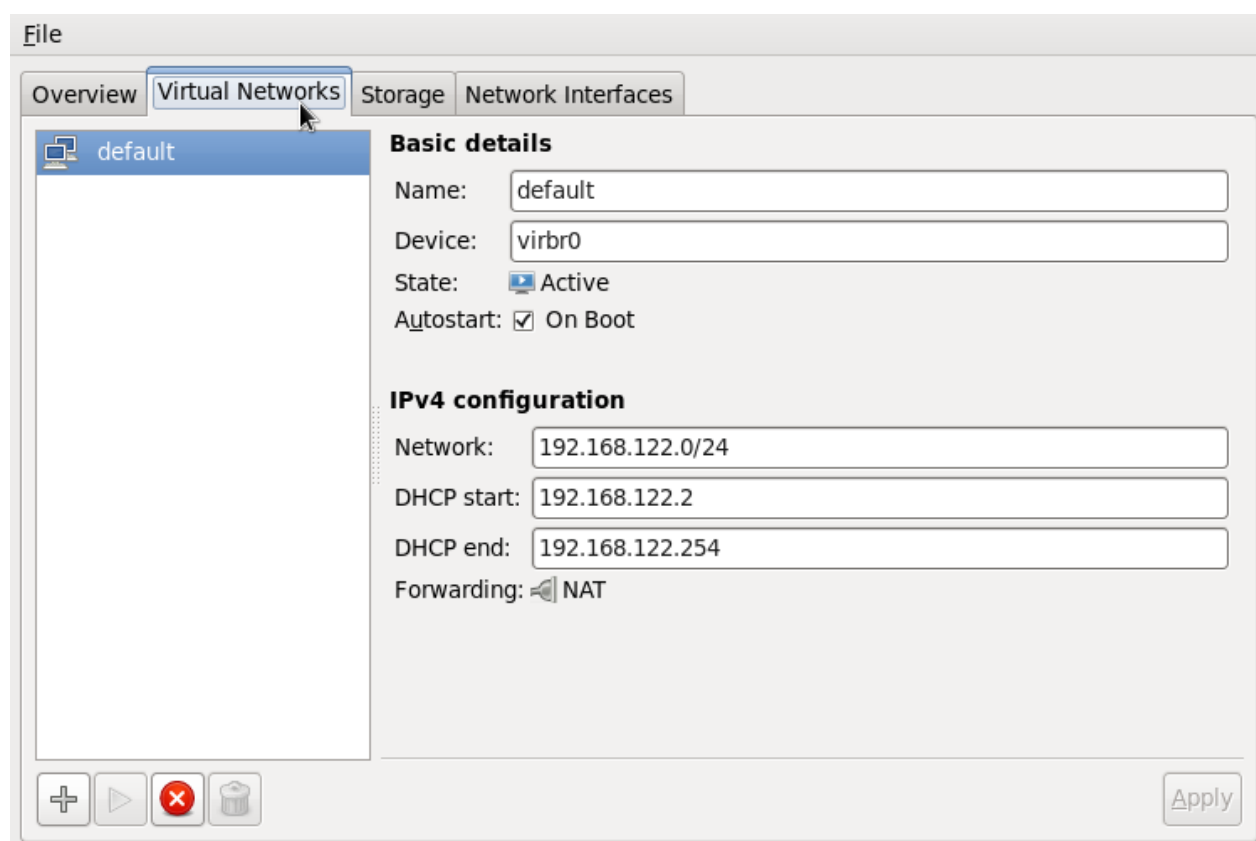 File
Overview Virtual Networks Storage Network Interfaces
default
Basic details
Name: default
Device: virbr0
State: Active
Autostart: On Boot
IPv4 configuration
Network: 192.168.122.0/24
DHCP start: 192.168.122.2
DHCP end: 192.168.122.254
Forwarding: NAT
Apply